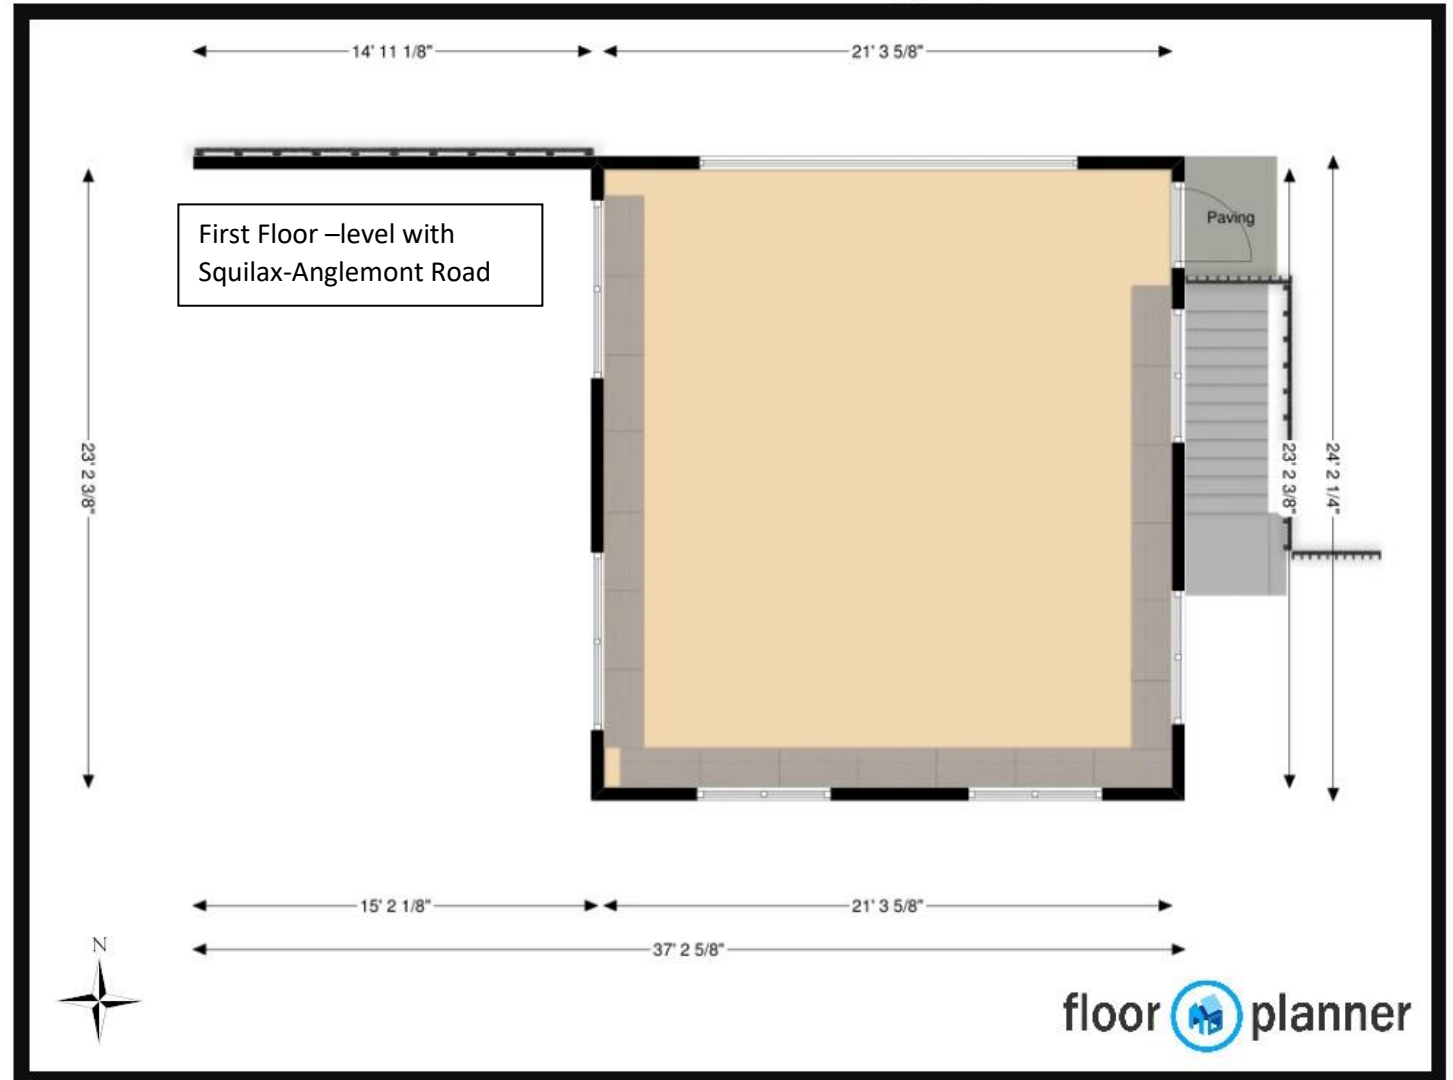 14' 11 1/8"
21' 3 5/8"
First Floor –level with
Squilax-Anglemont Road
Paving
23' 2 3/8"
23' 2 3/8"
24' 2 1/4"
15' 2 1/8"
21' 3 5/8"
37' 2 5/8"
N
floor planner